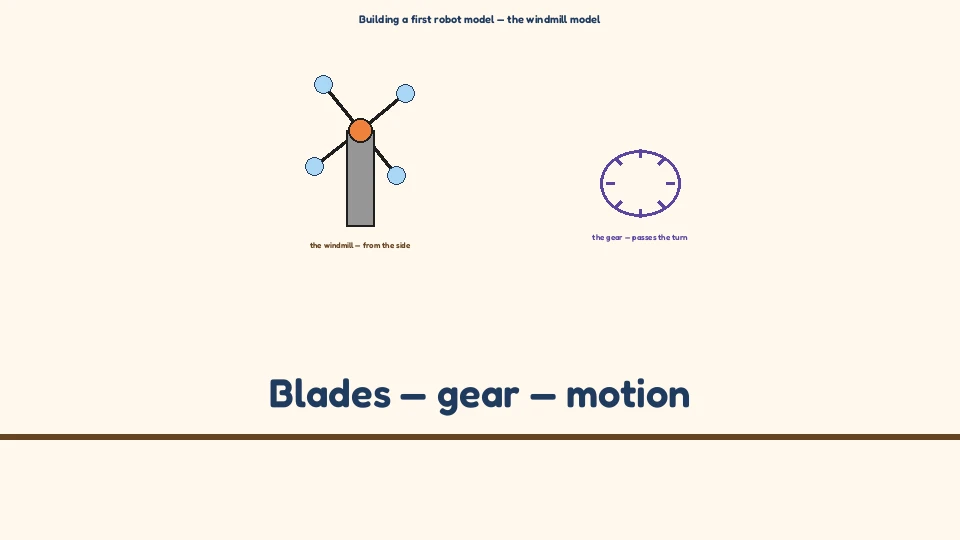 Building a first robot model — the windmill model
the windmill — from the side
the gear — passes the turn
Blades — gear — motion